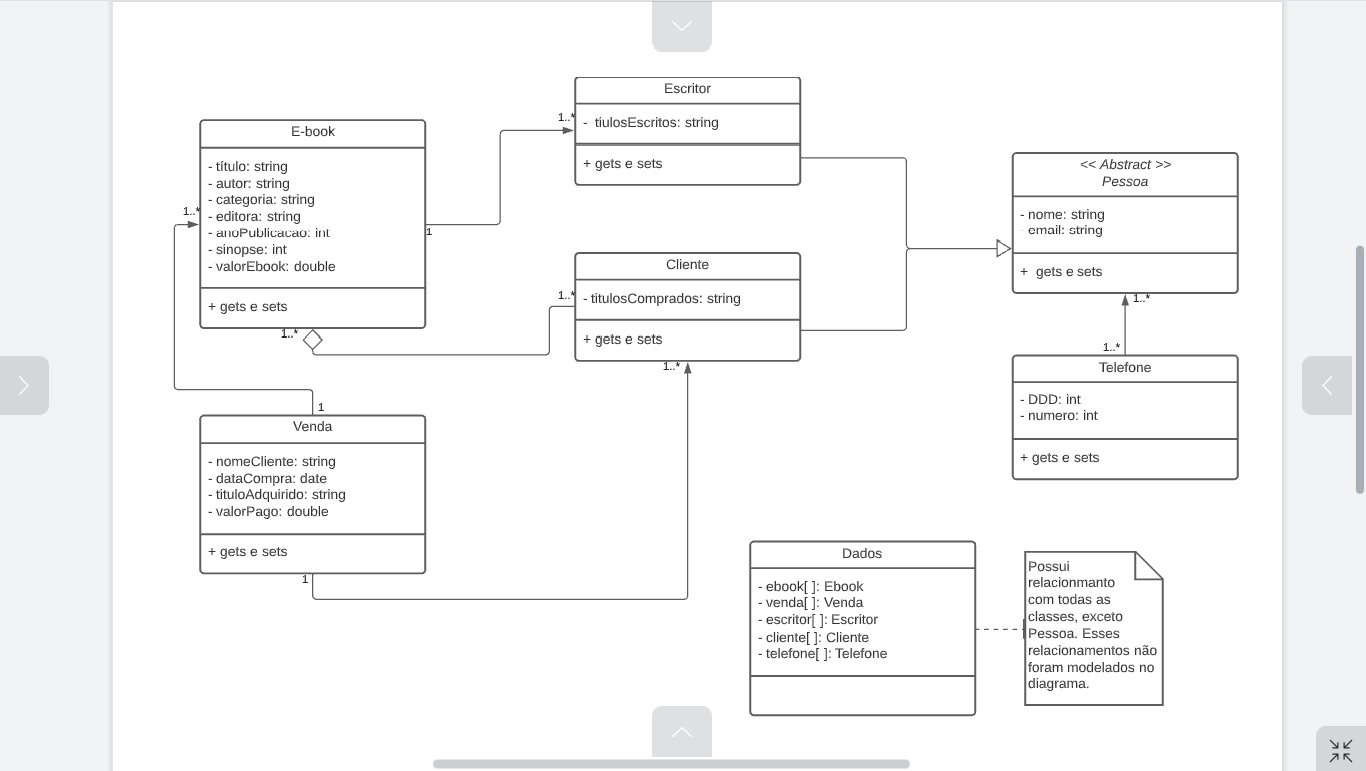 Escritor
- tiulosEscritos: string
+ gets e sets
1..*
E-book
- título: string
- autor: string
- categoria: string
- editora: string
- anoPublicacao: int
- sinopse: int
- valorEbook: double
+ gets e sets
1..*
1
1..*
<< Abstract >>
Pessoa
- nome: string
- email: string
+ gets e sets
1..*
Cliente
- titulosComprados: string
+ gets e sets
1..*
1..*
1..*
Telefone
- DDD: int
- numero: int
+ gets e sets
1
Venda
- nomeCliente: string
- dataCompra: date
- tituloAdquirido: string
- valorPago: double
+ gets e sets
1
Dados
- ebook[ ]: Ebook
- venda[ ]: Venda
- escritor[ ]: Escritor
- cliente[ ]: Cliente
- telefone[ ]: Telefone
Possui
relacionmanto
com todas as
classes, exceto
Pessoa. Esses
relacionamentos não
foram modelados no
diagrama.